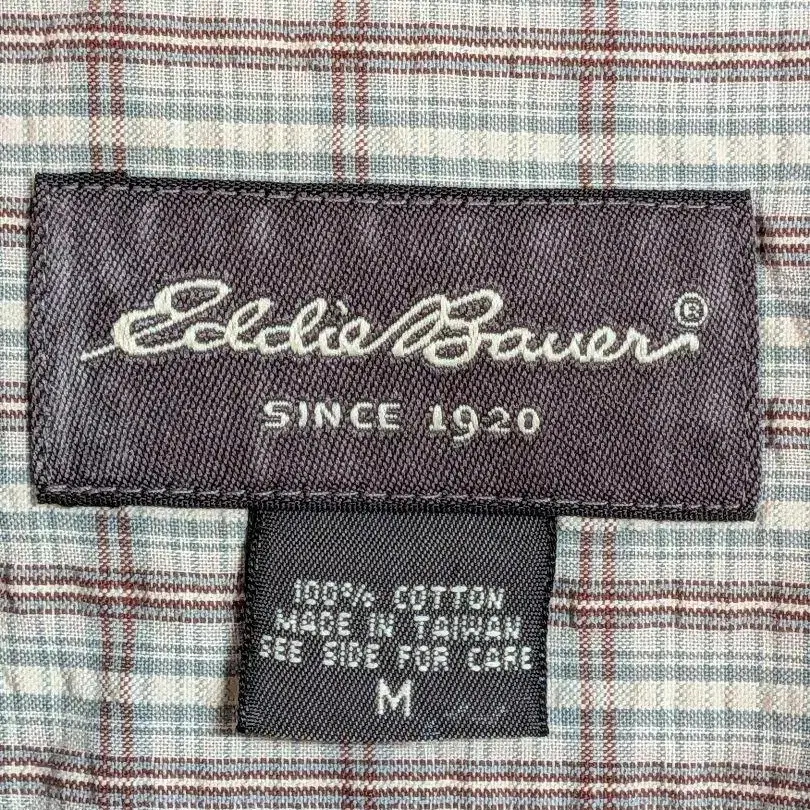 Eddie Bauer®
SINCE 1920
100% COTTON
MADE IN TAIWAN
SEE SIDE FOR CARE
M